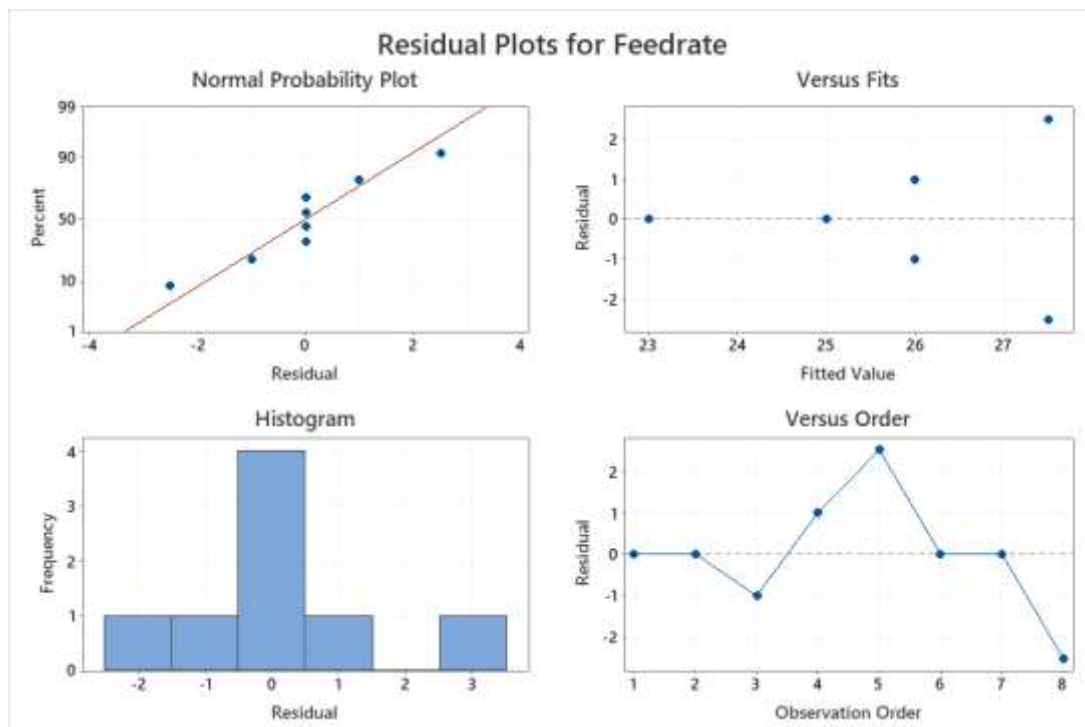 Residual Plots for Feedrate
Normal Probability Plot
99
90
50
10
1
Percent
-4 -2 0 2 4
Residual
Versus Fits
2
1
0
-1
-2
Residual
23 24 25 26 27
Fitted Value
Histogram
4
3
2
1
0
Frequency
-2 -1 0 1 2 3
Residual
Versus Order
2
1
0
-1
-2
Residual
1 2 3 4 5 6 7 8
Observation Order